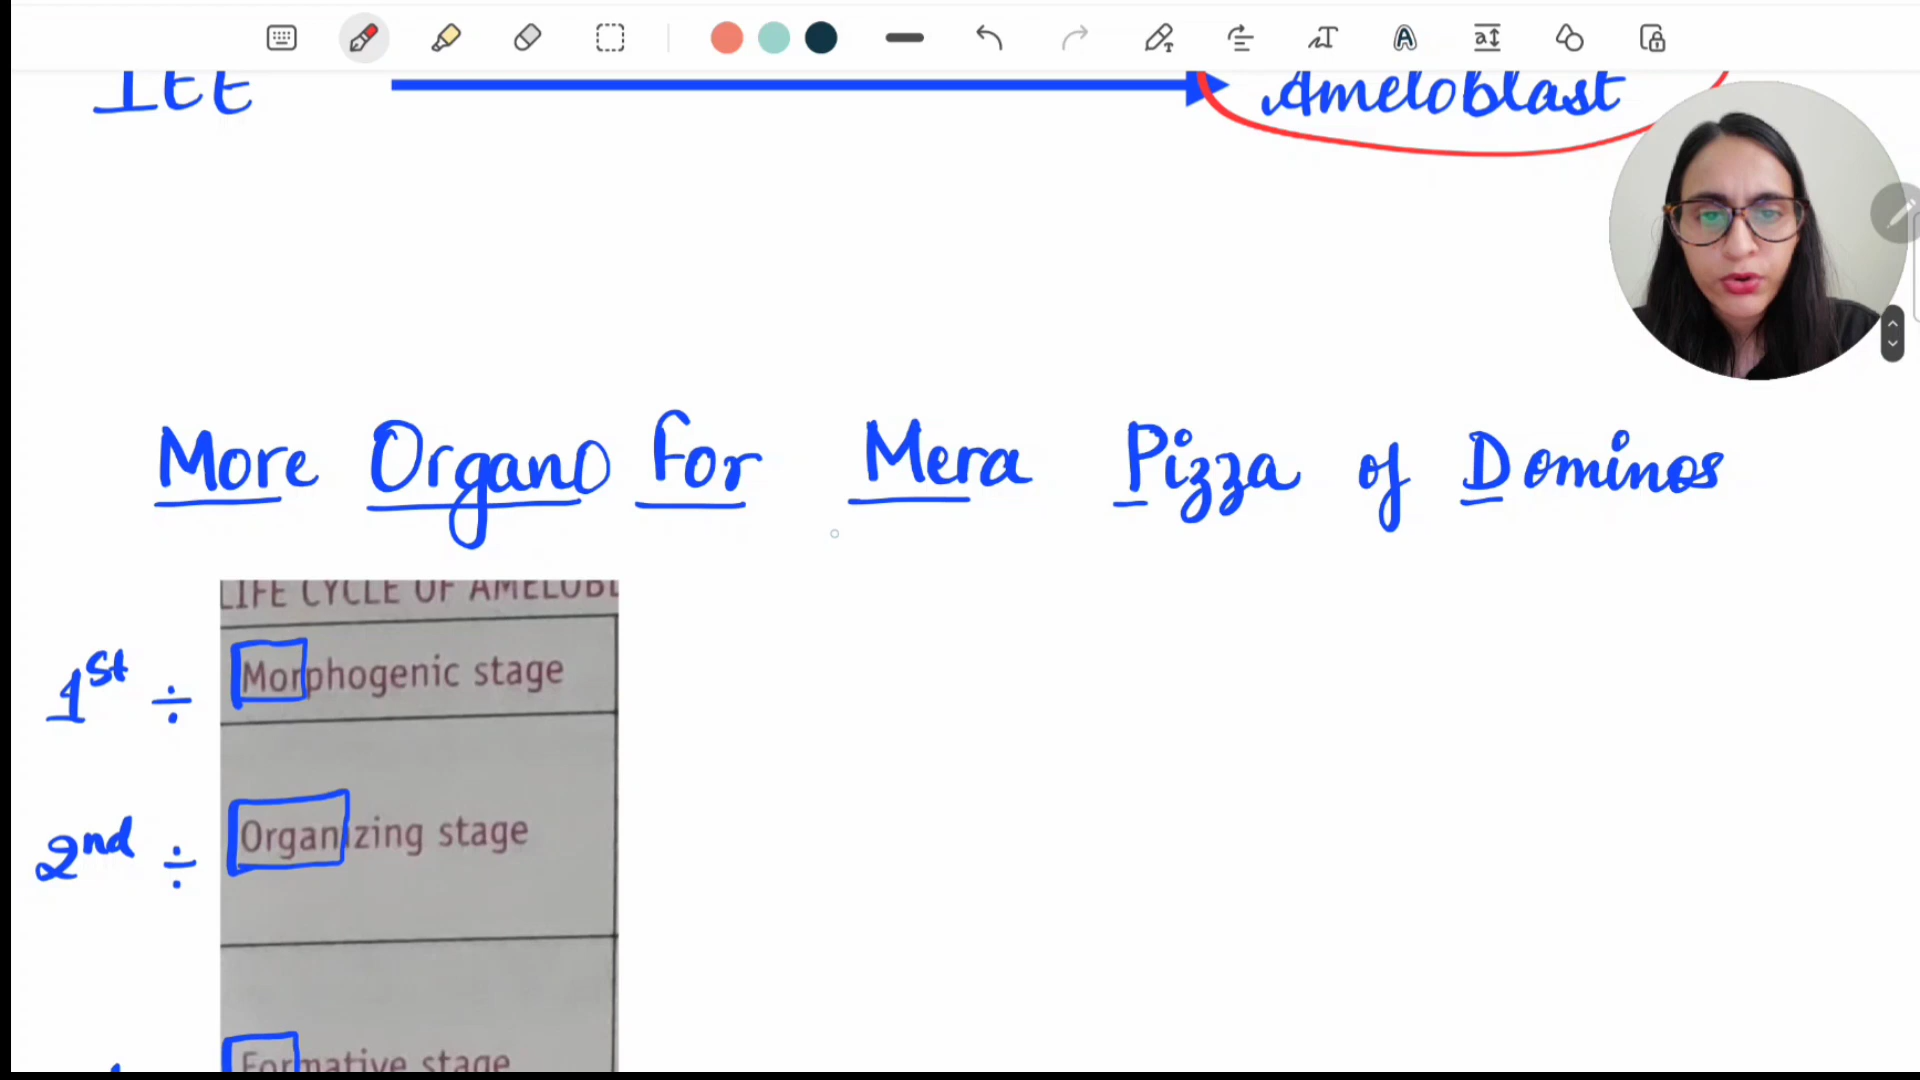 IEE Ameloblast
More Organo For Mera Pizza of Dominos
LIFE CYCLE OF AMELOBL
1st ÷ Morphogenic stage
2nd ÷ Organizing stage
Formative stage